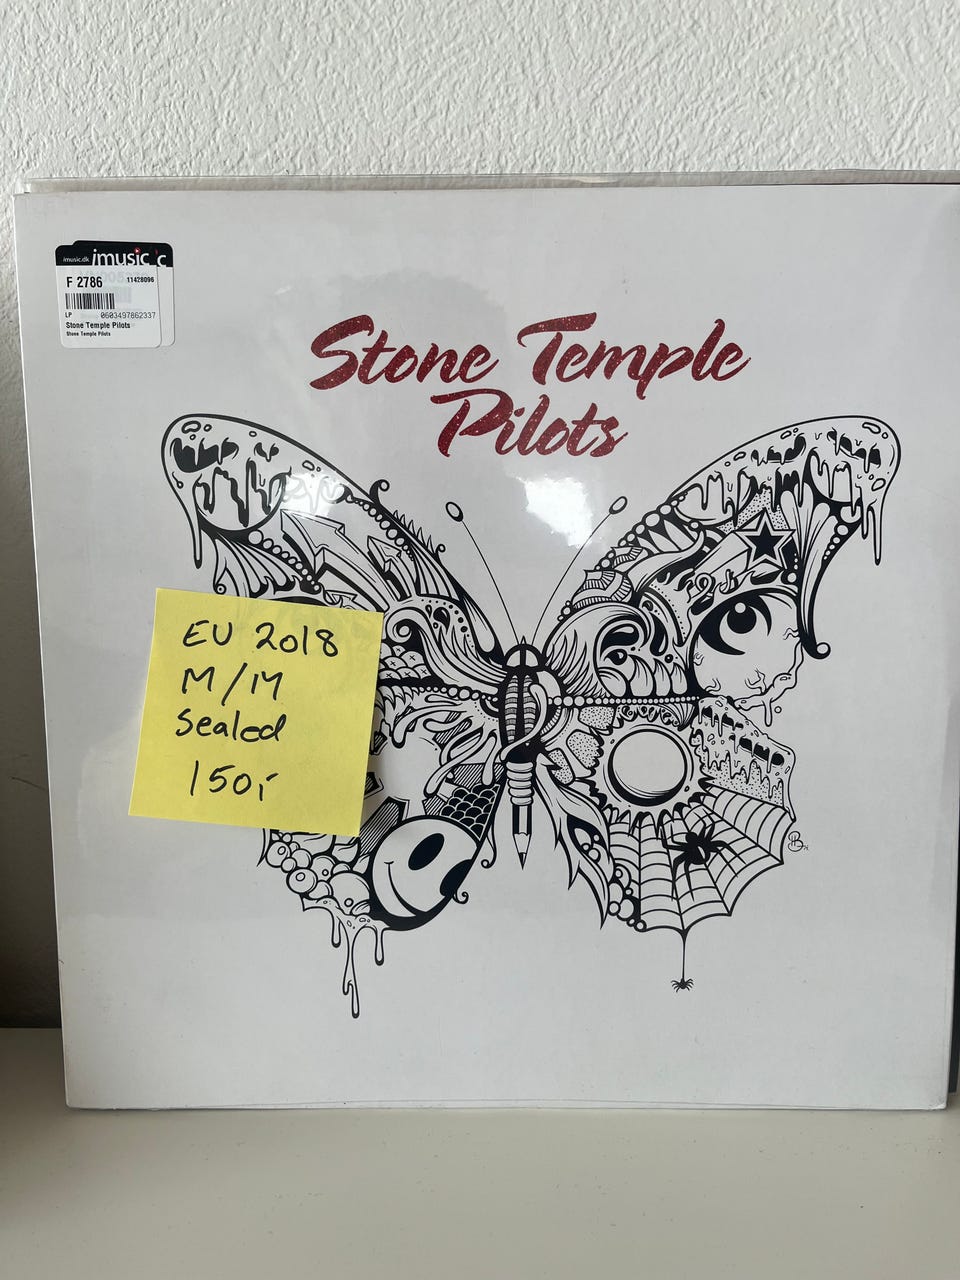 imusic.dk imusic c
F 2786 11428096
LP 0603497862337
Stone Temple Pilots
Stone Temple Pilots
Stone Temple
Pilots
EU 2018
M/M
Sealed
150;